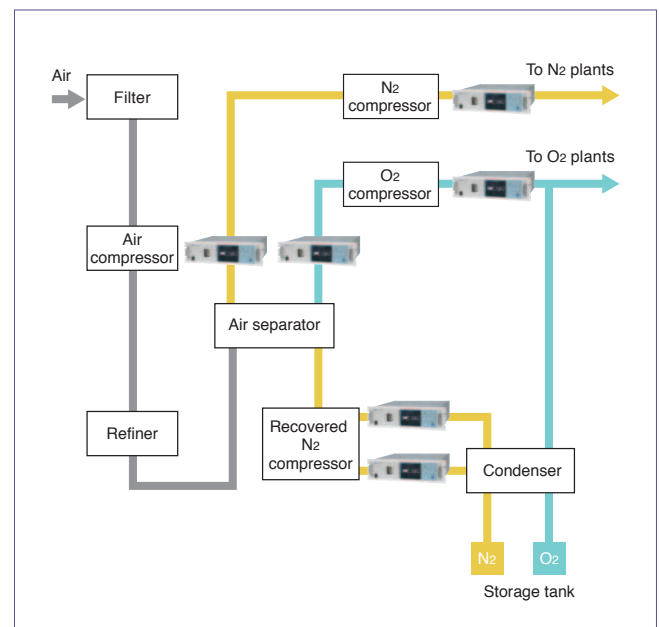 Air
Filter
N2
compressor
To N2 plants
O2
compressor
To O2 plants
Air
compressor
Air separator
Refiner
Recovered
N2
compressor
Condenser
N2
O2
Storage tank